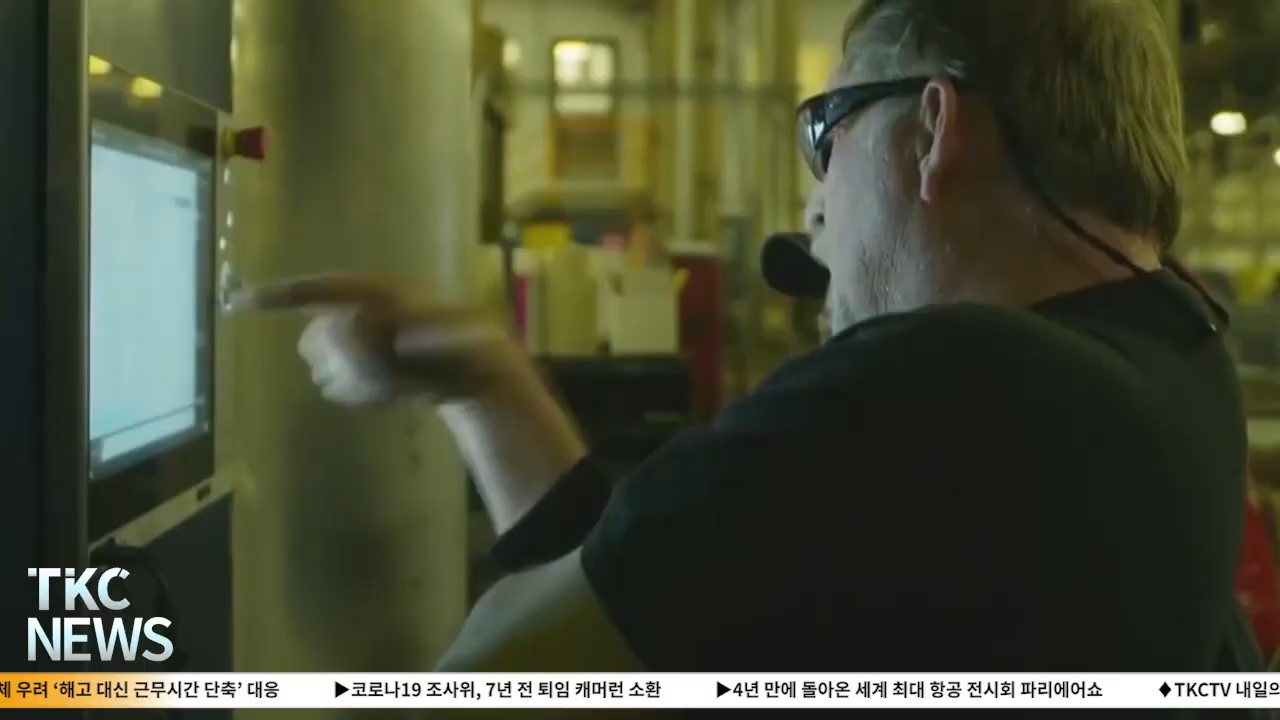 TKC
NEWS
체 우려 ‘해고 대신 근무시간 단축’ 대응 ▶코로나19 조사위, 7년 전 퇴임 캐머런 소환 ▶4년 만에 돌아온 세계 최대 항공 전시회 파리에어쇼 ♦TKCTV 내일의